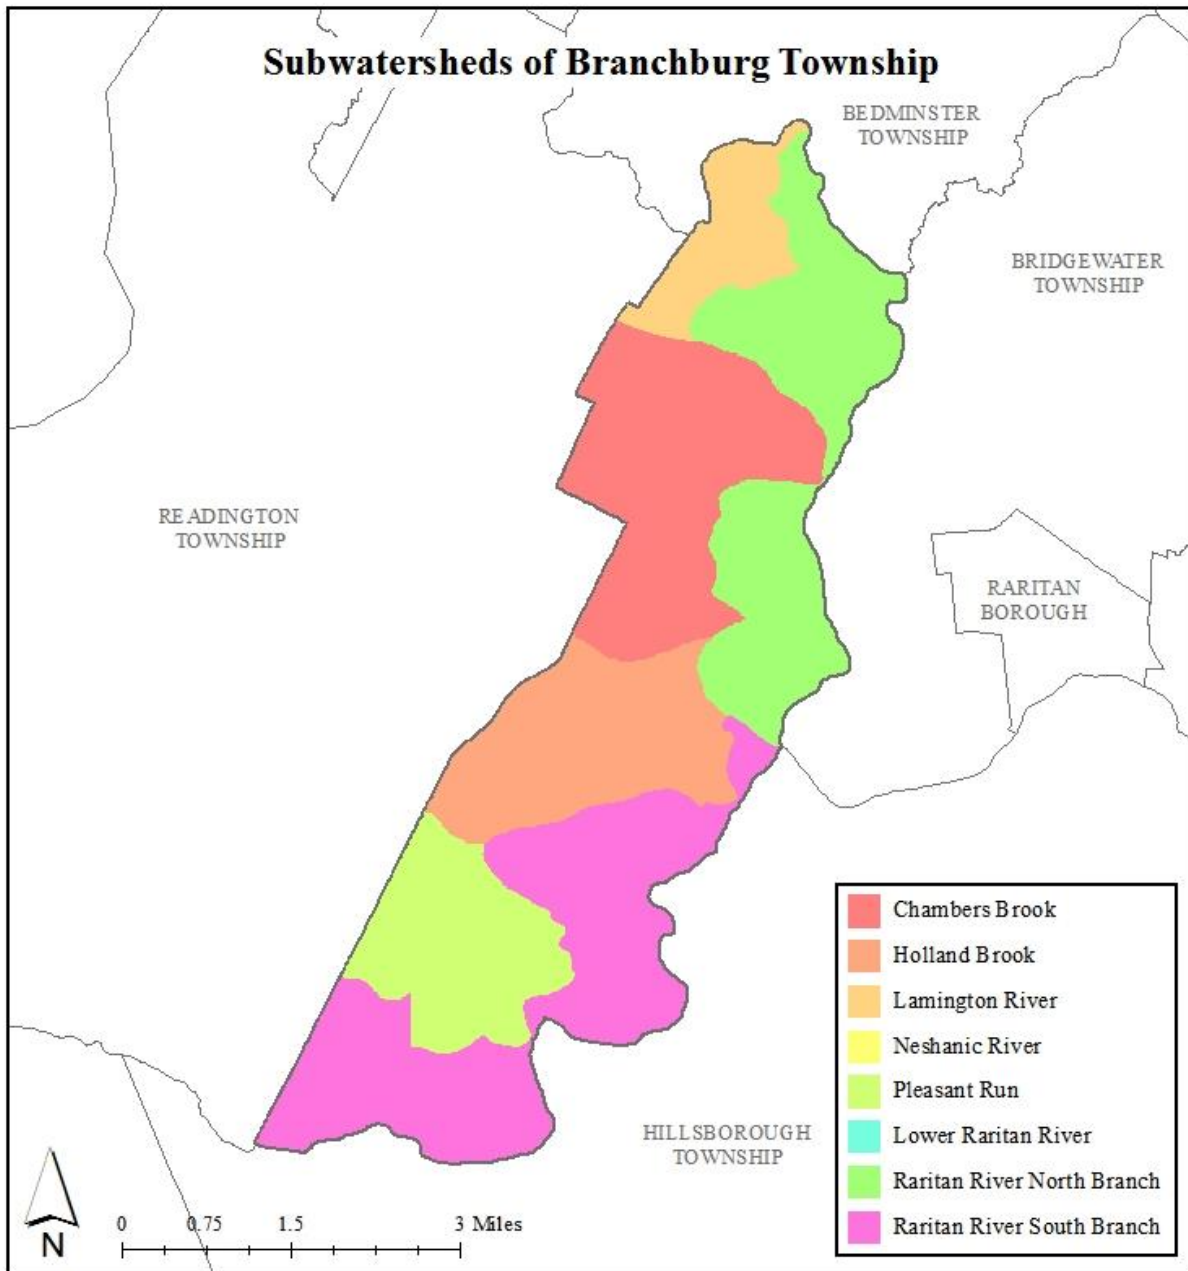 Subwatersheds of Branchburg Township
BEDMINSTER
TOWNSHIP
BRIDGEWATER
TOWNSHIP
READINGTON
TOWNSHIP
RARITAN
BOROUGH
HILLSBOROUGH
TOWNSHIP
Chambers Brook
Holland Brook
Lamington River
Neshanic River
Pleasant Run
Lower Raritan River
Raritan River North Branch
Raritan River South Branch
N
0 0.75 1.5 3 Miles